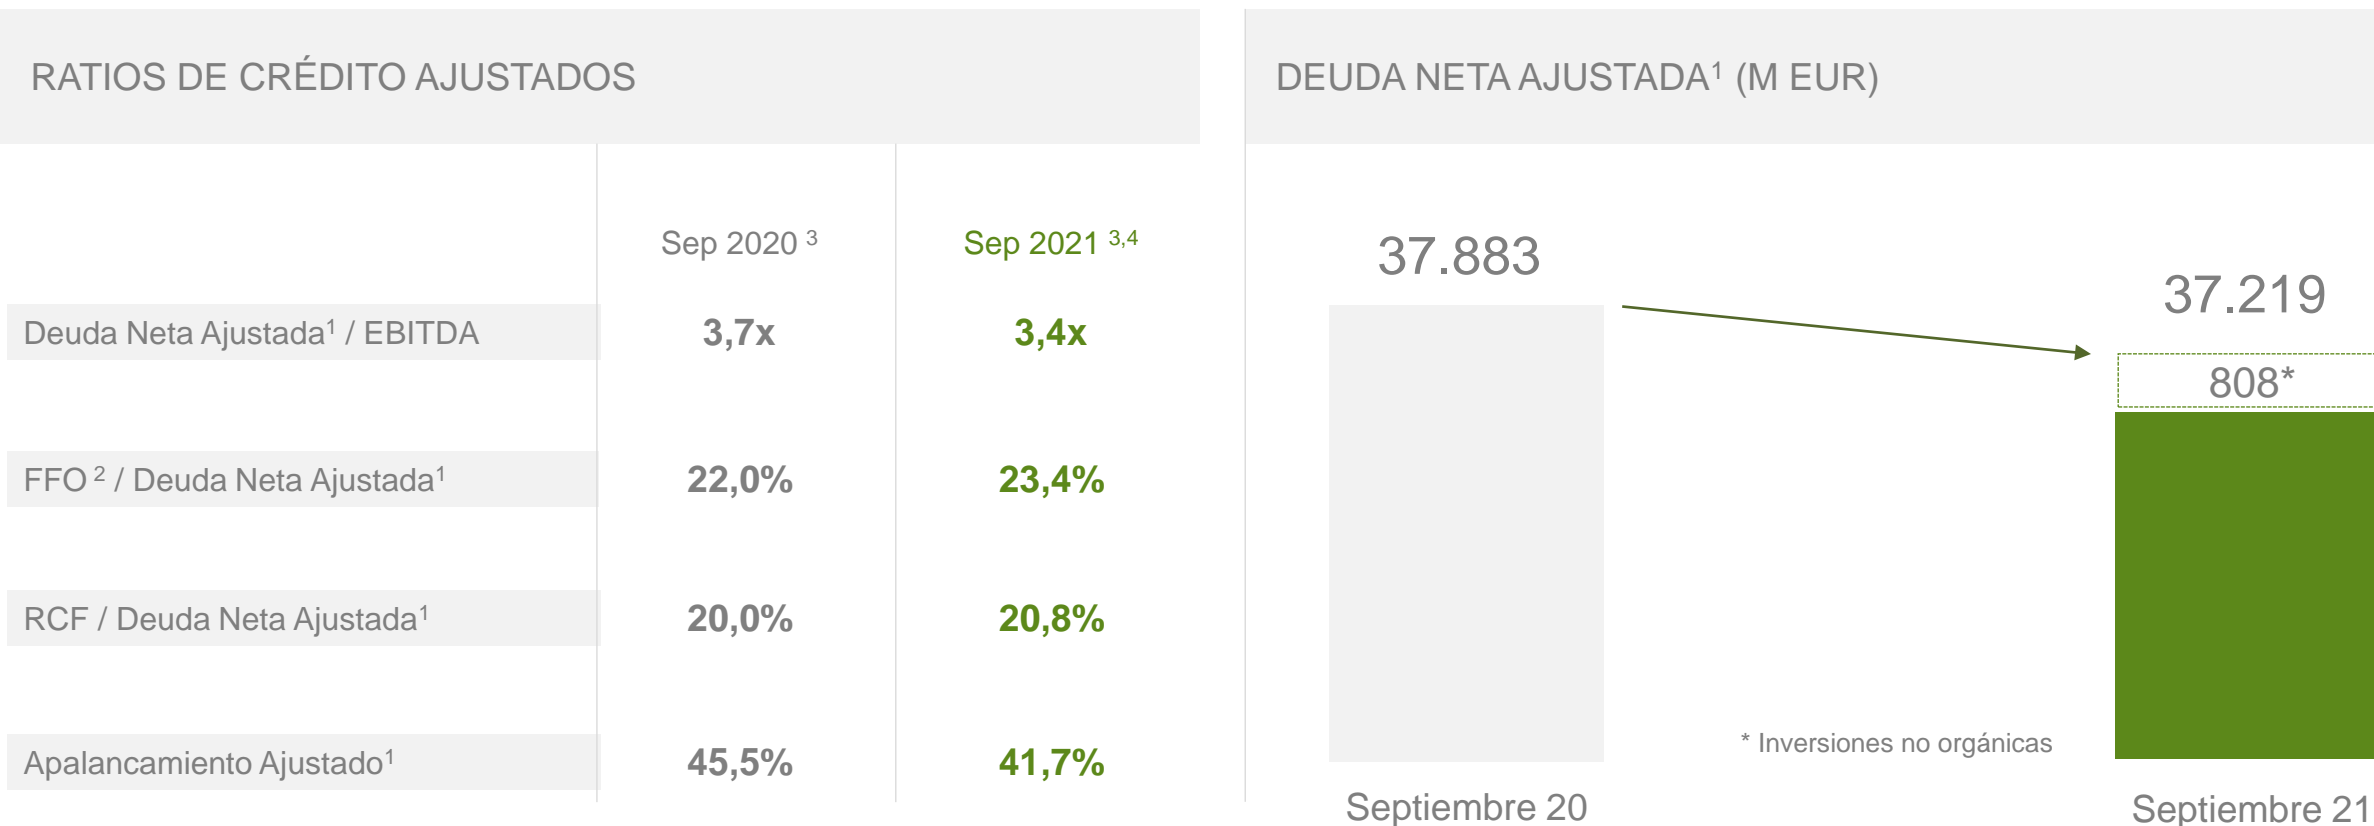 RATIOS DE CRÉDITO AJUSTADOS
Sep 2020 ³
Sep 2021 ³,⁴
Deuda Neta Ajustada¹ / EBITDA
3,7x
3,4x
FFO ² / Deuda Neta Ajustada¹
22,0%
23,4%
RCF / Deuda Neta Ajustada¹
20,0%
20,8%
Apalancamiento Ajustado¹
45,5%
41,7%
DEUDA NETA AJUSTADA¹ (M EUR)
37.883
37.219
808*
* Inversiones no orgánicas
Septiembre 20
Septiembre 21